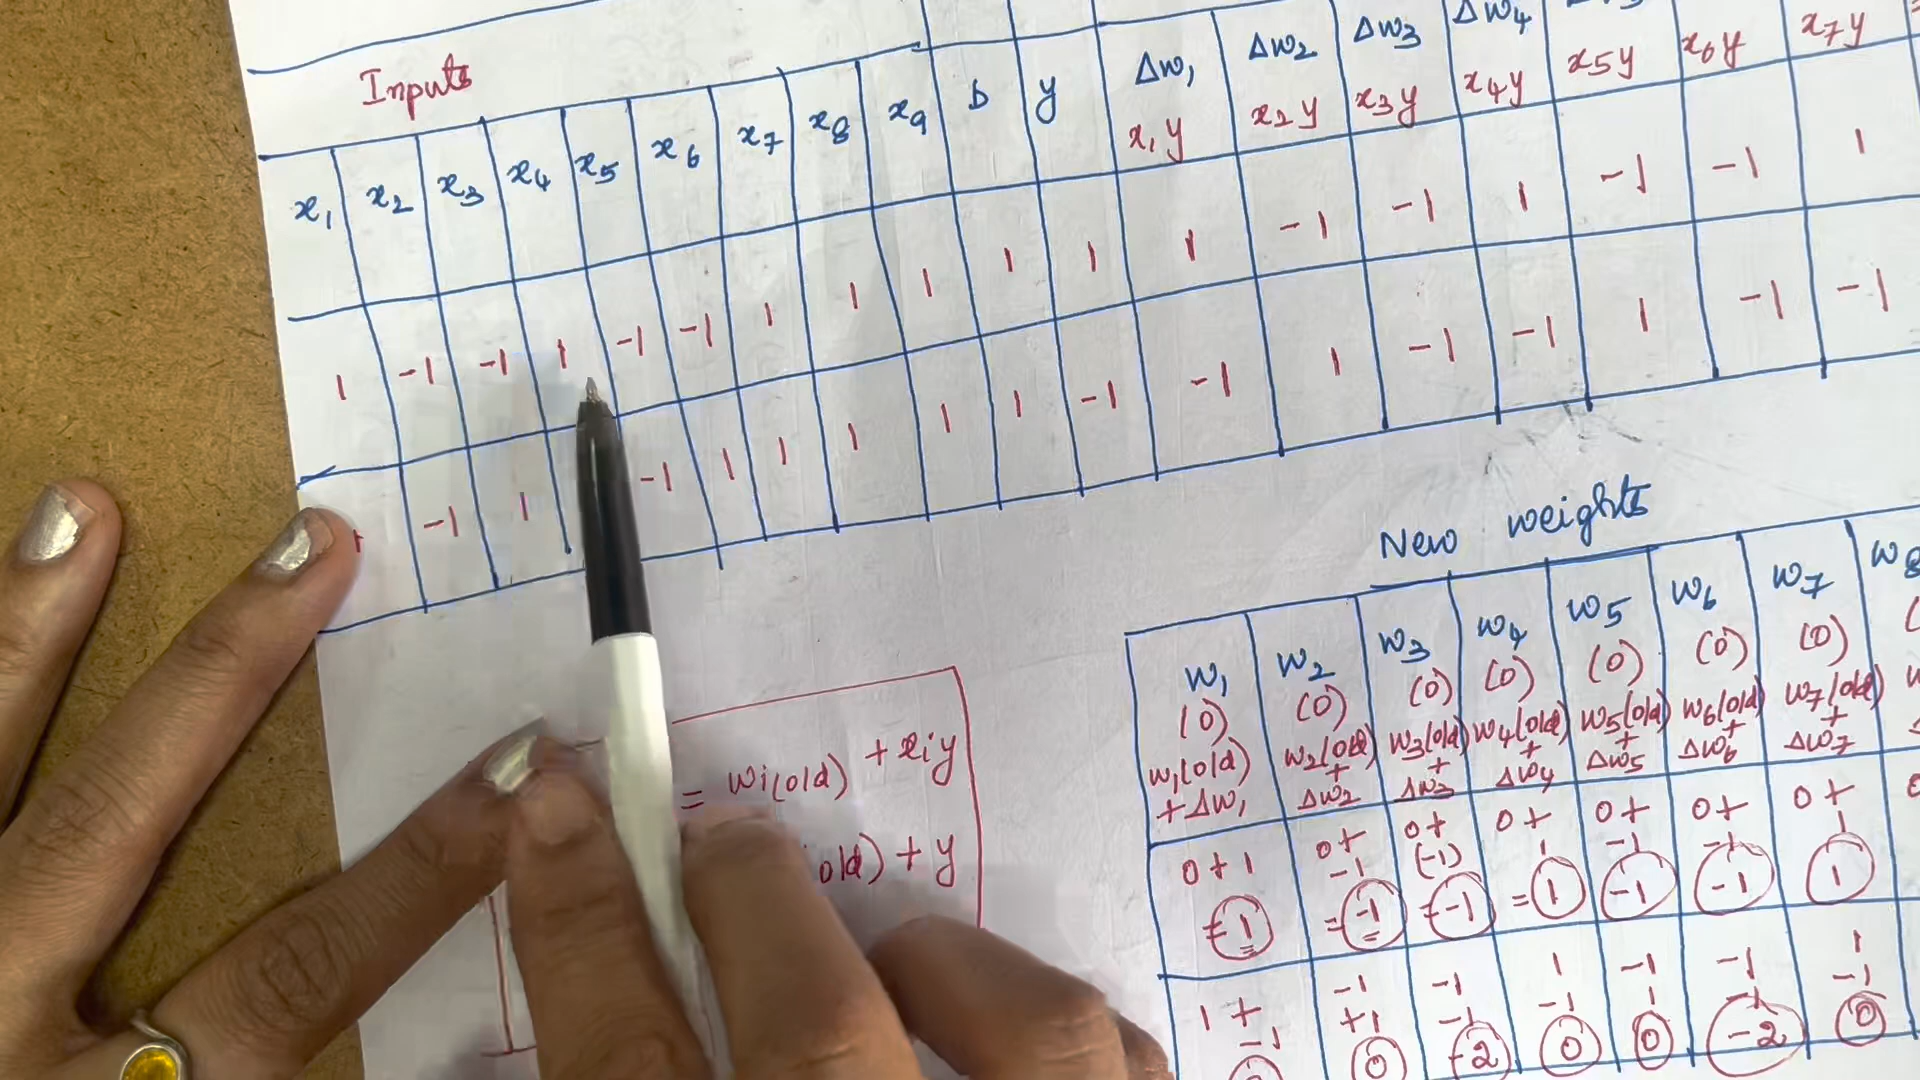 Inputs
x1 x2 x3 x4 x5 x6 x7 x8 x9 b y Δw1 Δw2 Δw3 Δw4
x1y x2y x3y x4y x5y x6y x7y
1 -1 -1 1 -1 -1 1 1 1 1 1 1 -1 -1 1 -1 -1 1
-1 1 -1 1 1 1 1 1 -1 -1 1 -1 -1 1 -1 -1
New weights
w1 w2 w3 w4 w5 w6 w7 w8
(0) (0) (0) (0) (0) (0) (0)
w1(old) w2(old) w3(old) w4(old) w5(old) w6(old) w7(old)
+Δw1 +Δw2 +Δw3 +Δw4 +Δw5 +Δw6 +Δw7
0+1 0+-1 0+(-1) 0+1 0+-1 0+-1 0+1
=1 =-1 =-1 =1 -1 -1 1
1+-1 -1+1 -1-1 1-1 -1 1 -1-1 1-1
0 -2 0 0 -2 0
= wi(old) + xiy
old) + y